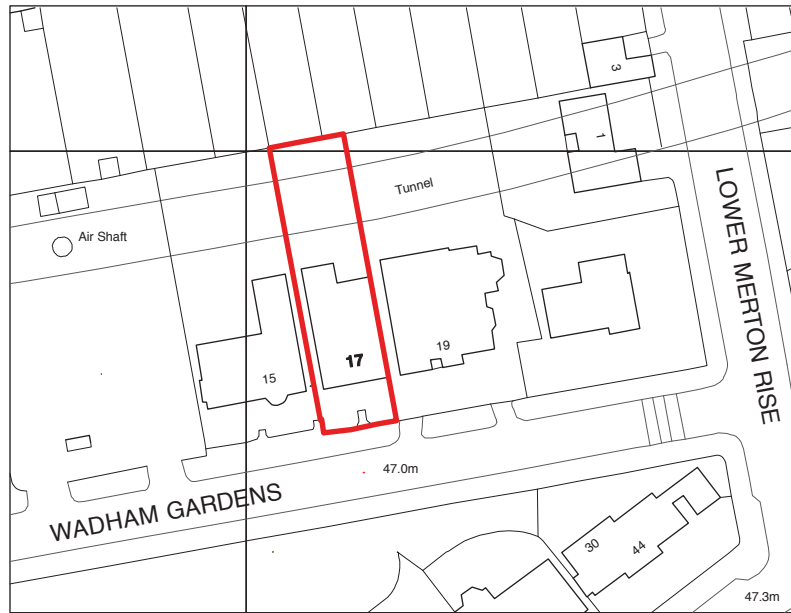 3
1
Tunnel
Air Shaft
LOWER MERTON RISE
19
17
15
47.0m
WADHAM GARDENS
30
44
47.3m